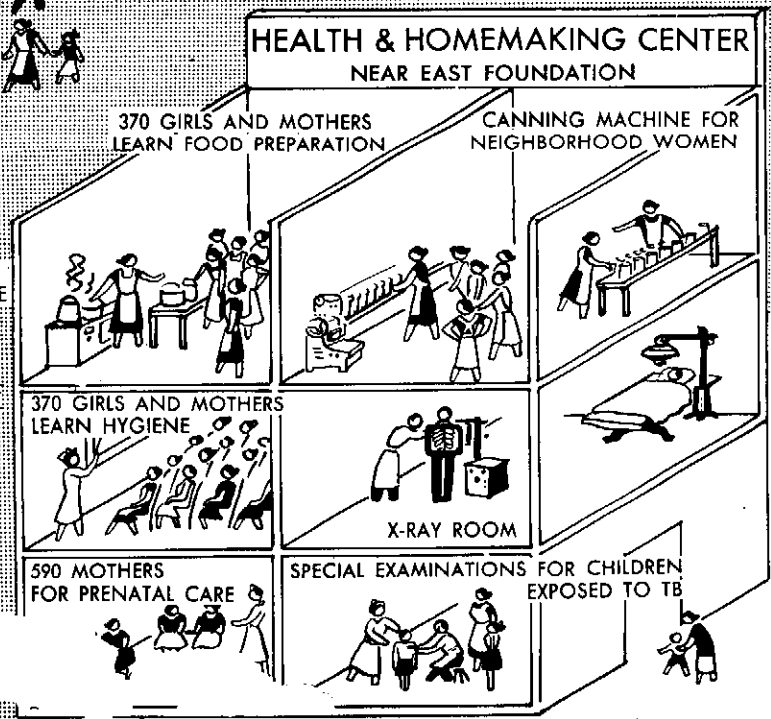 HEALTH & HOMEMAKING CENTER
NEAR EAST FOUNDATION
370 GIRLS AND MOTHERS
LEARN FOOD PREPARATION
CANNING MACHINE FOR
NEIGHBORHOOD WOMEN
370 GIRLS AND MOTHERS
LEARN HYGIENE
X-RAY ROOM
590 MOTHERS
FOR PRENATAL CARE
SPECIAL EXAMINATIONS FOR CHILDREN
EXPOSED TO TB